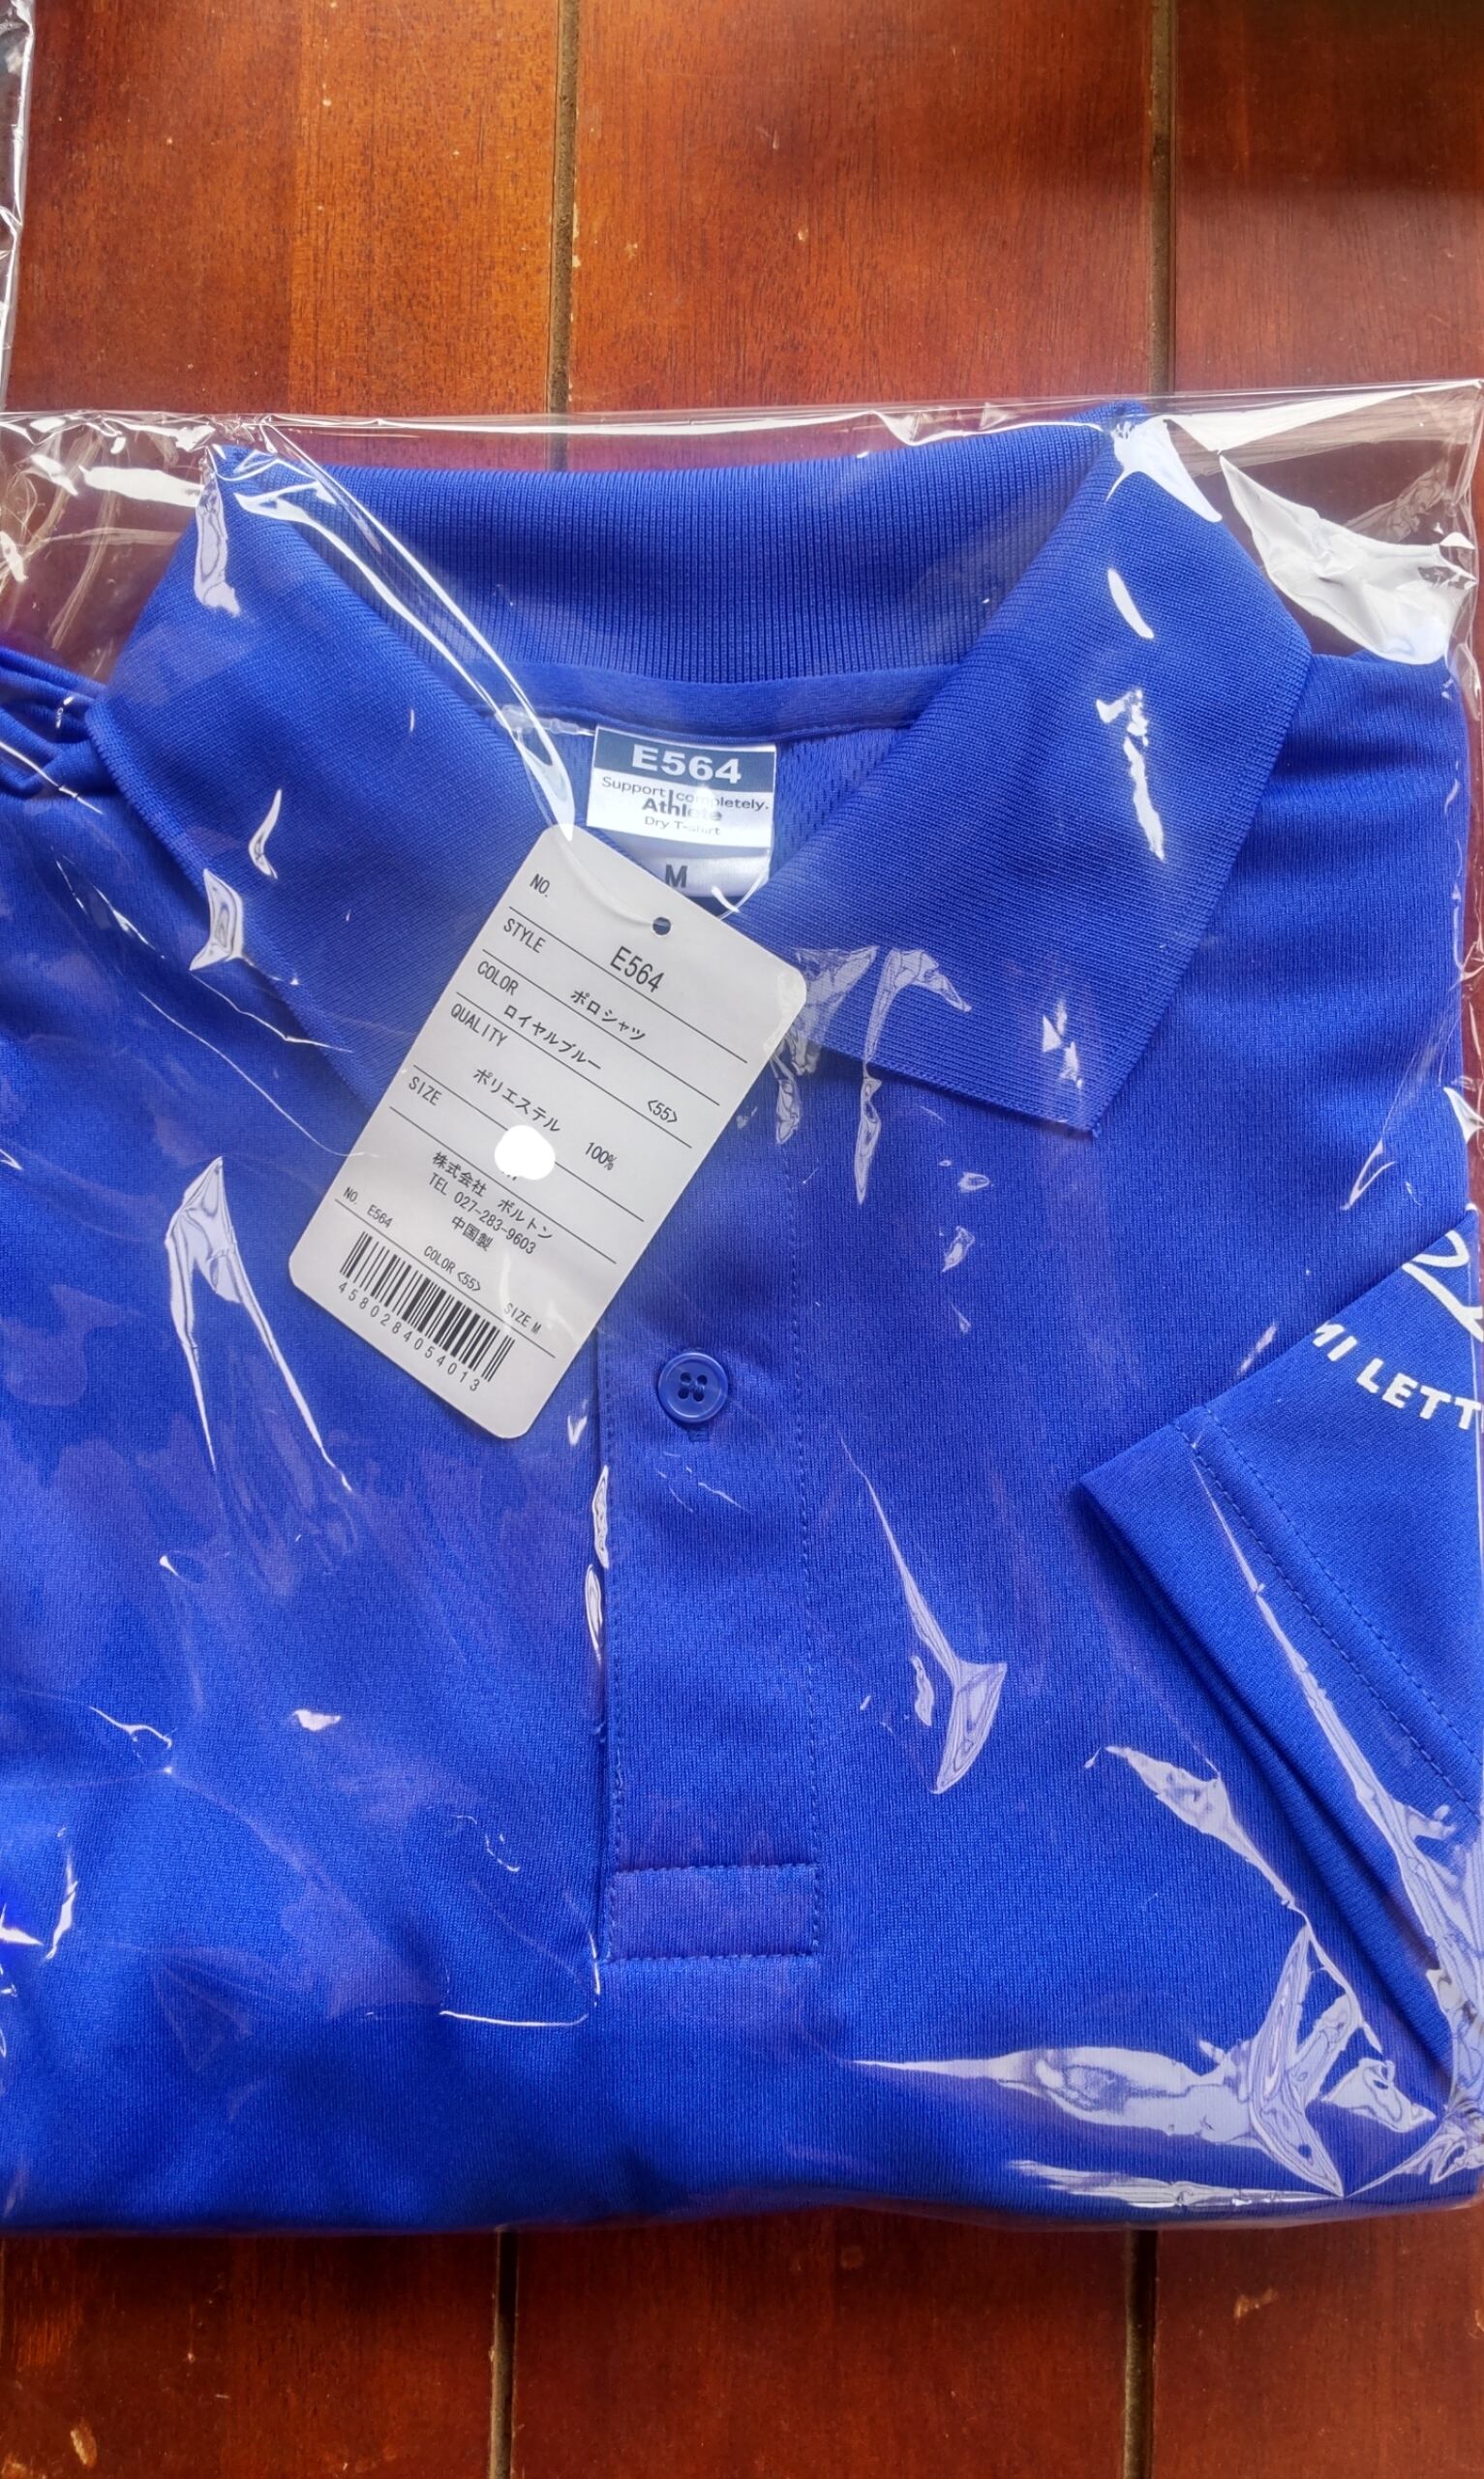 E564
Support completely.
Athlete
Dry T-shirt
M
NO. E564
STYLE ポロシャツ
COLOR ロイヤルブルー <55>
QUALITY
ポリエステル 100%
SIZE
株式会社 ボルトン
TEL 027-283-9603
中国製
NO. E564 COLOR <55> SIZE M
4580284054013
MI LETT